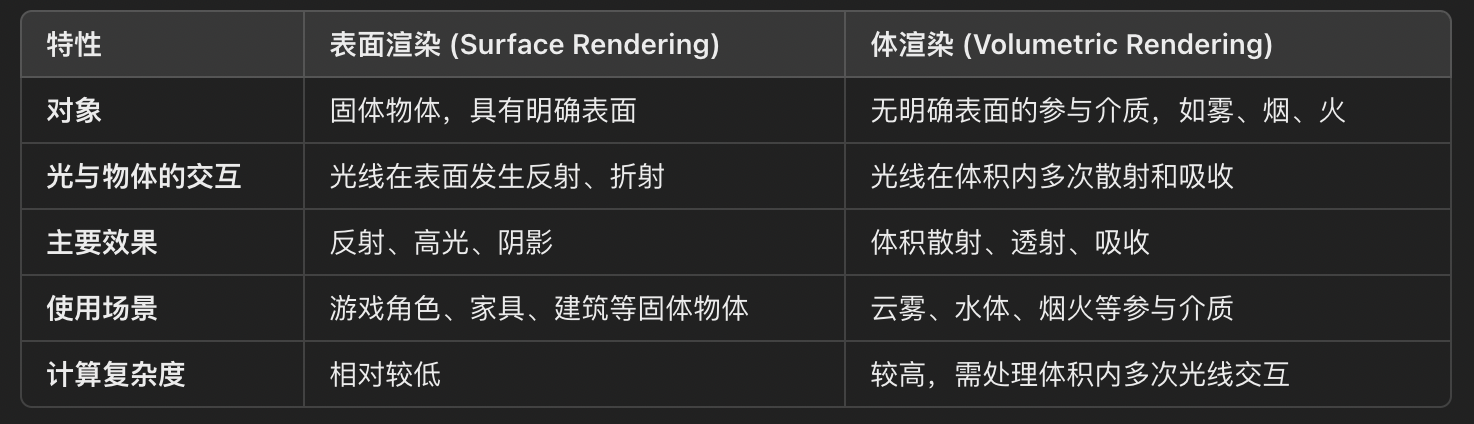 特性 表面渲染 (Surface Rendering) 体渲染 (Volumetric Rendering)
对象 固体物体，具有明确表面 无明确表面的参与介质，如雾、烟、火
光与物体的交互 光线在表面发生反射、折射 光线在体积内多次散射和吸收
主要效果 反射、高光、阴影 体积散射、透射、吸收
使用场景 游戏角色、家具、建筑等固体物体 云雾、水体、烟火等参与介质
计算复杂度 相对较低 较高，需处理体积内多次光线交互